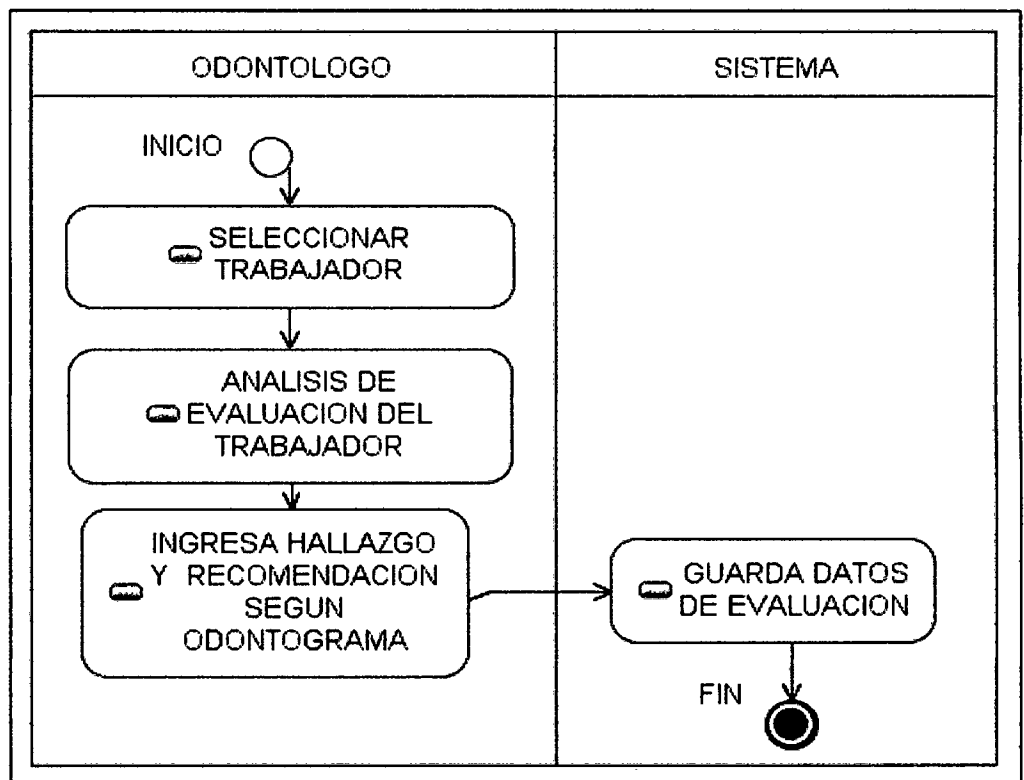 ODONTOLOGO
SISTEMA
INICIO
SELECCIONAR
TRABAJADOR
ANALISIS DE
EVALUACION DEL
TRABAJADOR
INGRESA HALLAZGO
Y RECOMENDACION
SEGUN
ODONTOGRAMA
GUARDA DATOS
DE EVALUACION
FIN